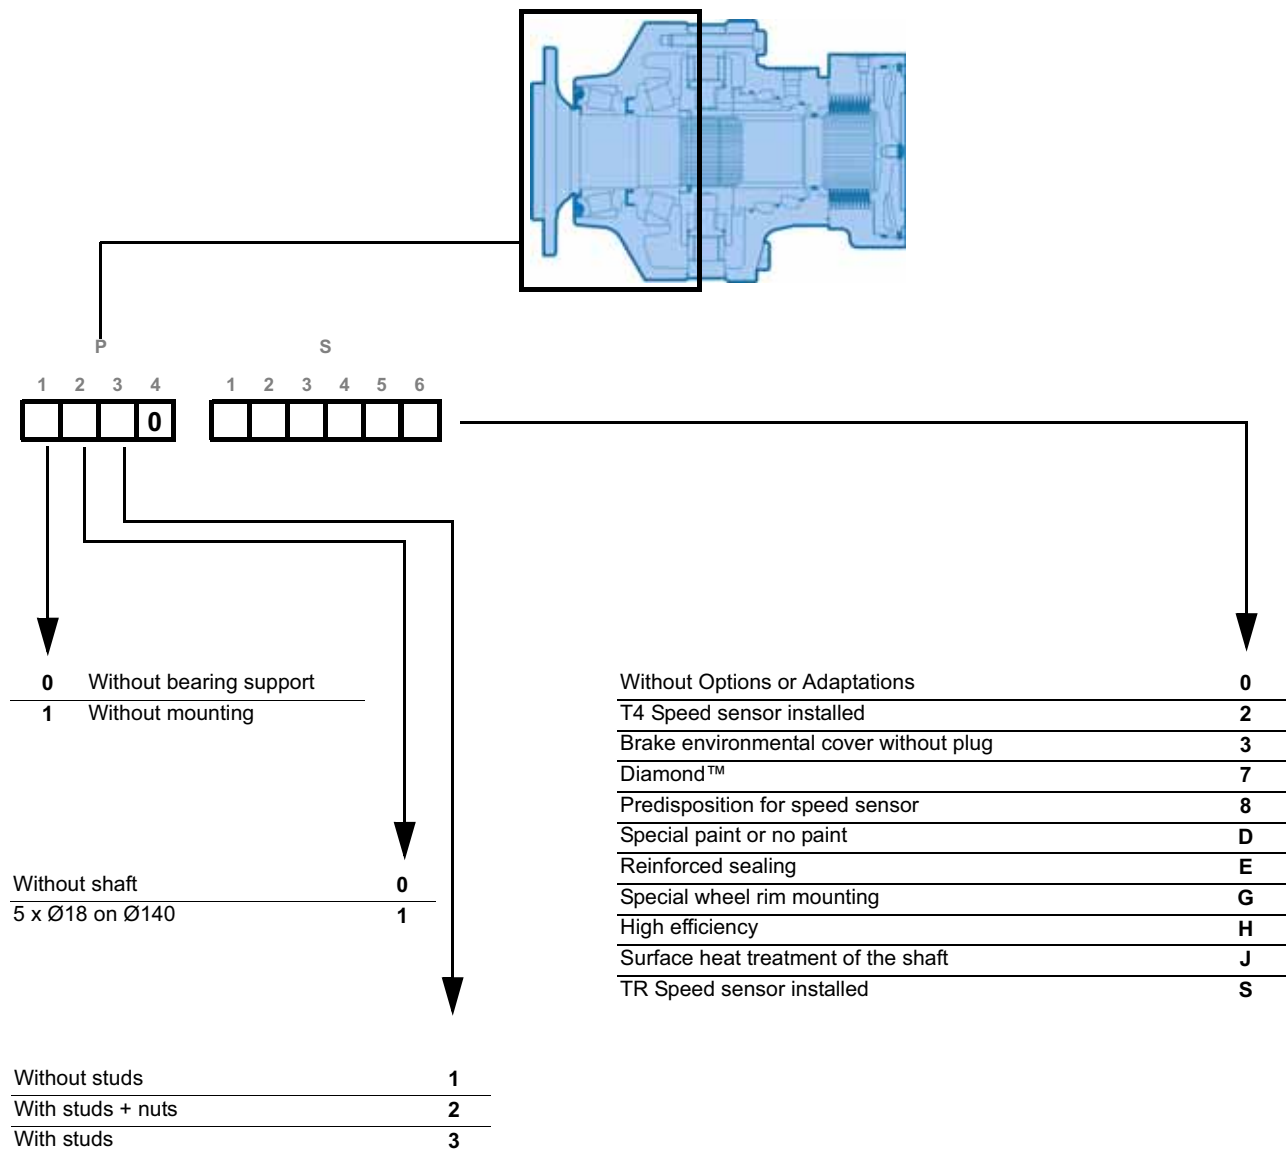 P S
1 2 3 4 1 2 3 4 5 6
0
0 Without bearing support
1 Without mounting
Without shaft 0
5 x Ø18 on Ø140 1
Without studs 1
With studs + nuts 2
With studs 3
Without Options or Adaptations 0
T4 Speed sensor installed 2
Brake environmental cover without plug 3
Diamond™ 7
Predisposition for speed sensor 8
Special paint or no paint D
Reinforced sealing E
Special wheel rim mounting G
High efficiency H
Surface heat treatment of the shaft J
TR Speed sensor installed S